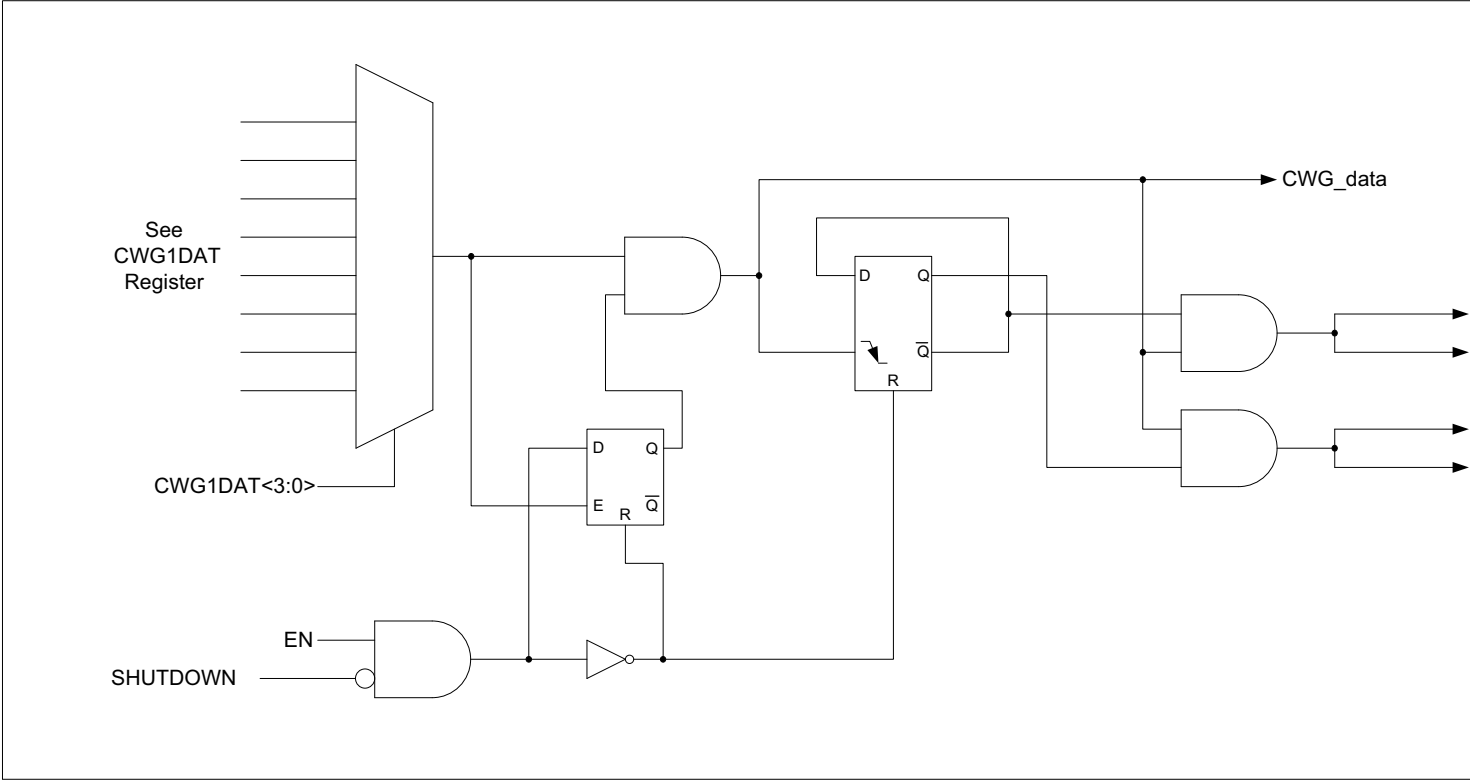 CWG_data
See
CWG1DAT
Register
D
Q
Q̅
R
D
Q
E
Q̅
R
CWG1DAT<3:0>
EN
SHUTDOWN